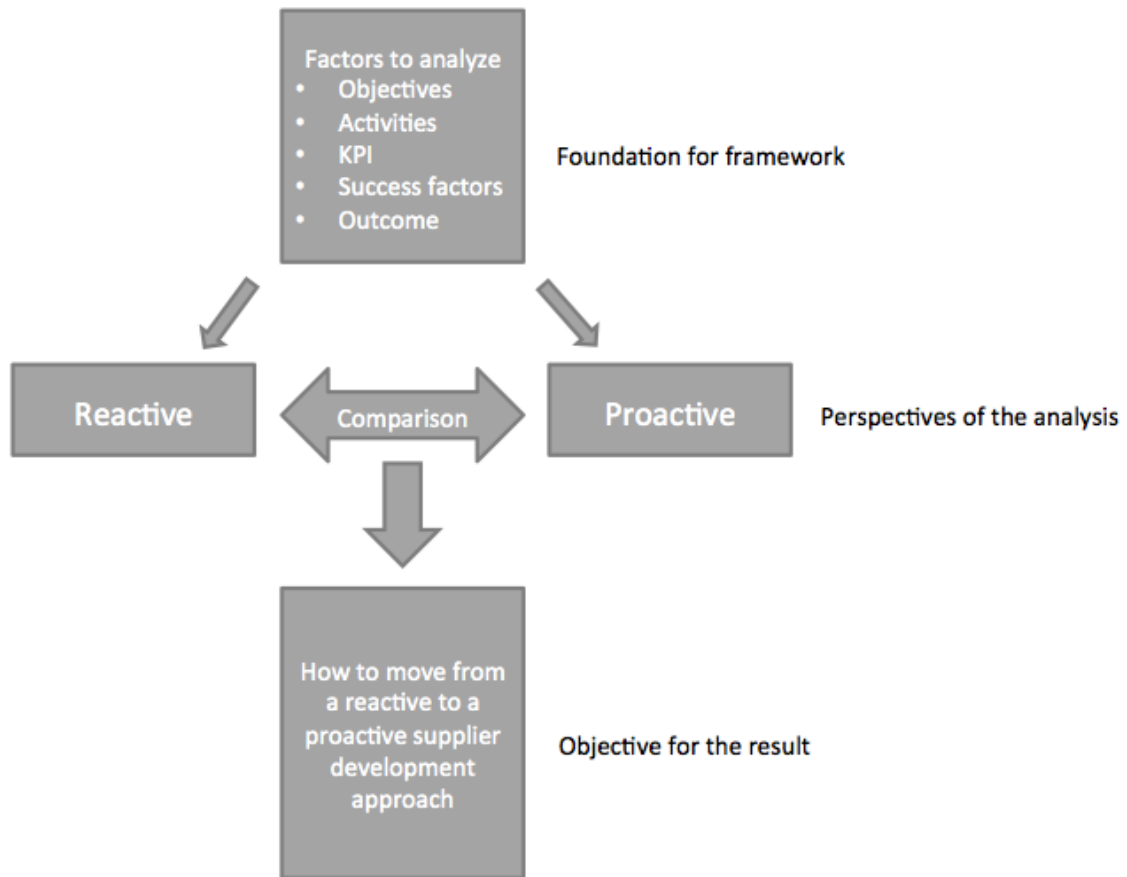 Factors to analyze
• Objectives
• Activities
• KPI
• Success factors
• Outcome
Foundation for framework
Reactive
Comparison
Proactive
Perspectives of the analysis
How to move from
a reactive to a
proactive supplier
development
approach
Objective for the result